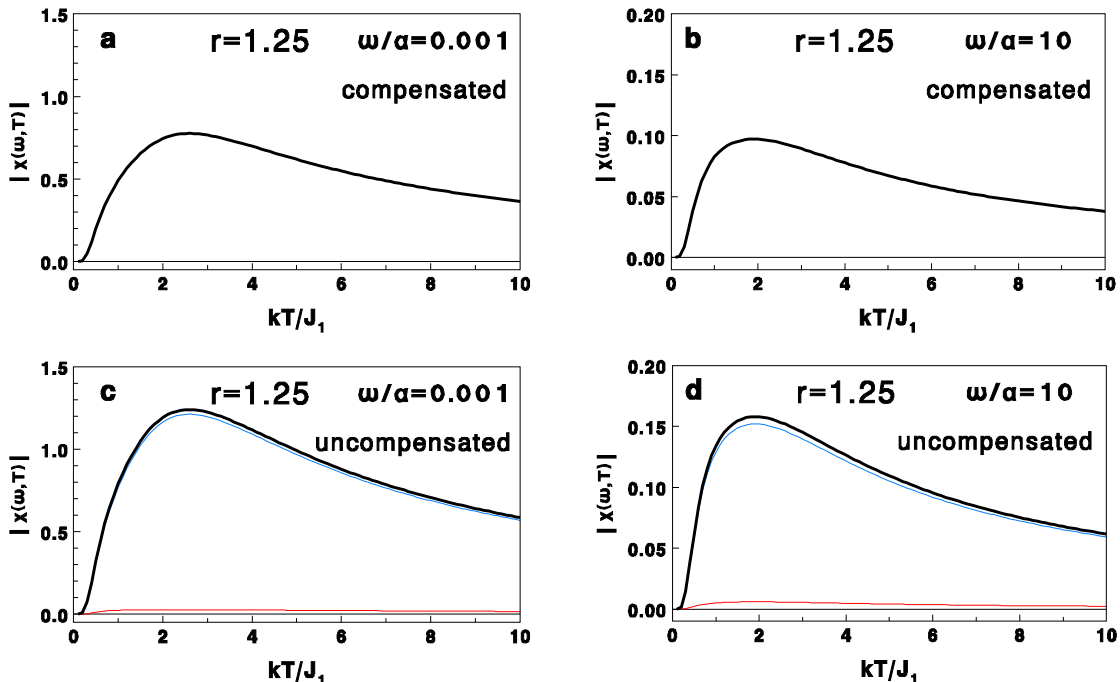 a r=1.25 ω/α=0.001
compensated
1.5
1.0
0.5
0.0
| χ(ω,T) |
0 2 4 6 8 10
kT/J₁
b r=1.25 ω/α=10
compensated
0.20
0.15
0.10
0.05
0.00
| χ(ω,T) |
0 2 4 6 8 10
kT/J₁
c r=1.25 ω/α=0.001
uncompensated
1.5
1.0
0.5
0.0
| χ(ω,T) |
0 2 4 6 8 10
kT/J₁
d r=1.25 ω/α=10
uncompensated
0.20
0.15
0.10
0.05
0.00
| χ(ω,T) |
0 2 4 6 8 10
kT/J₁